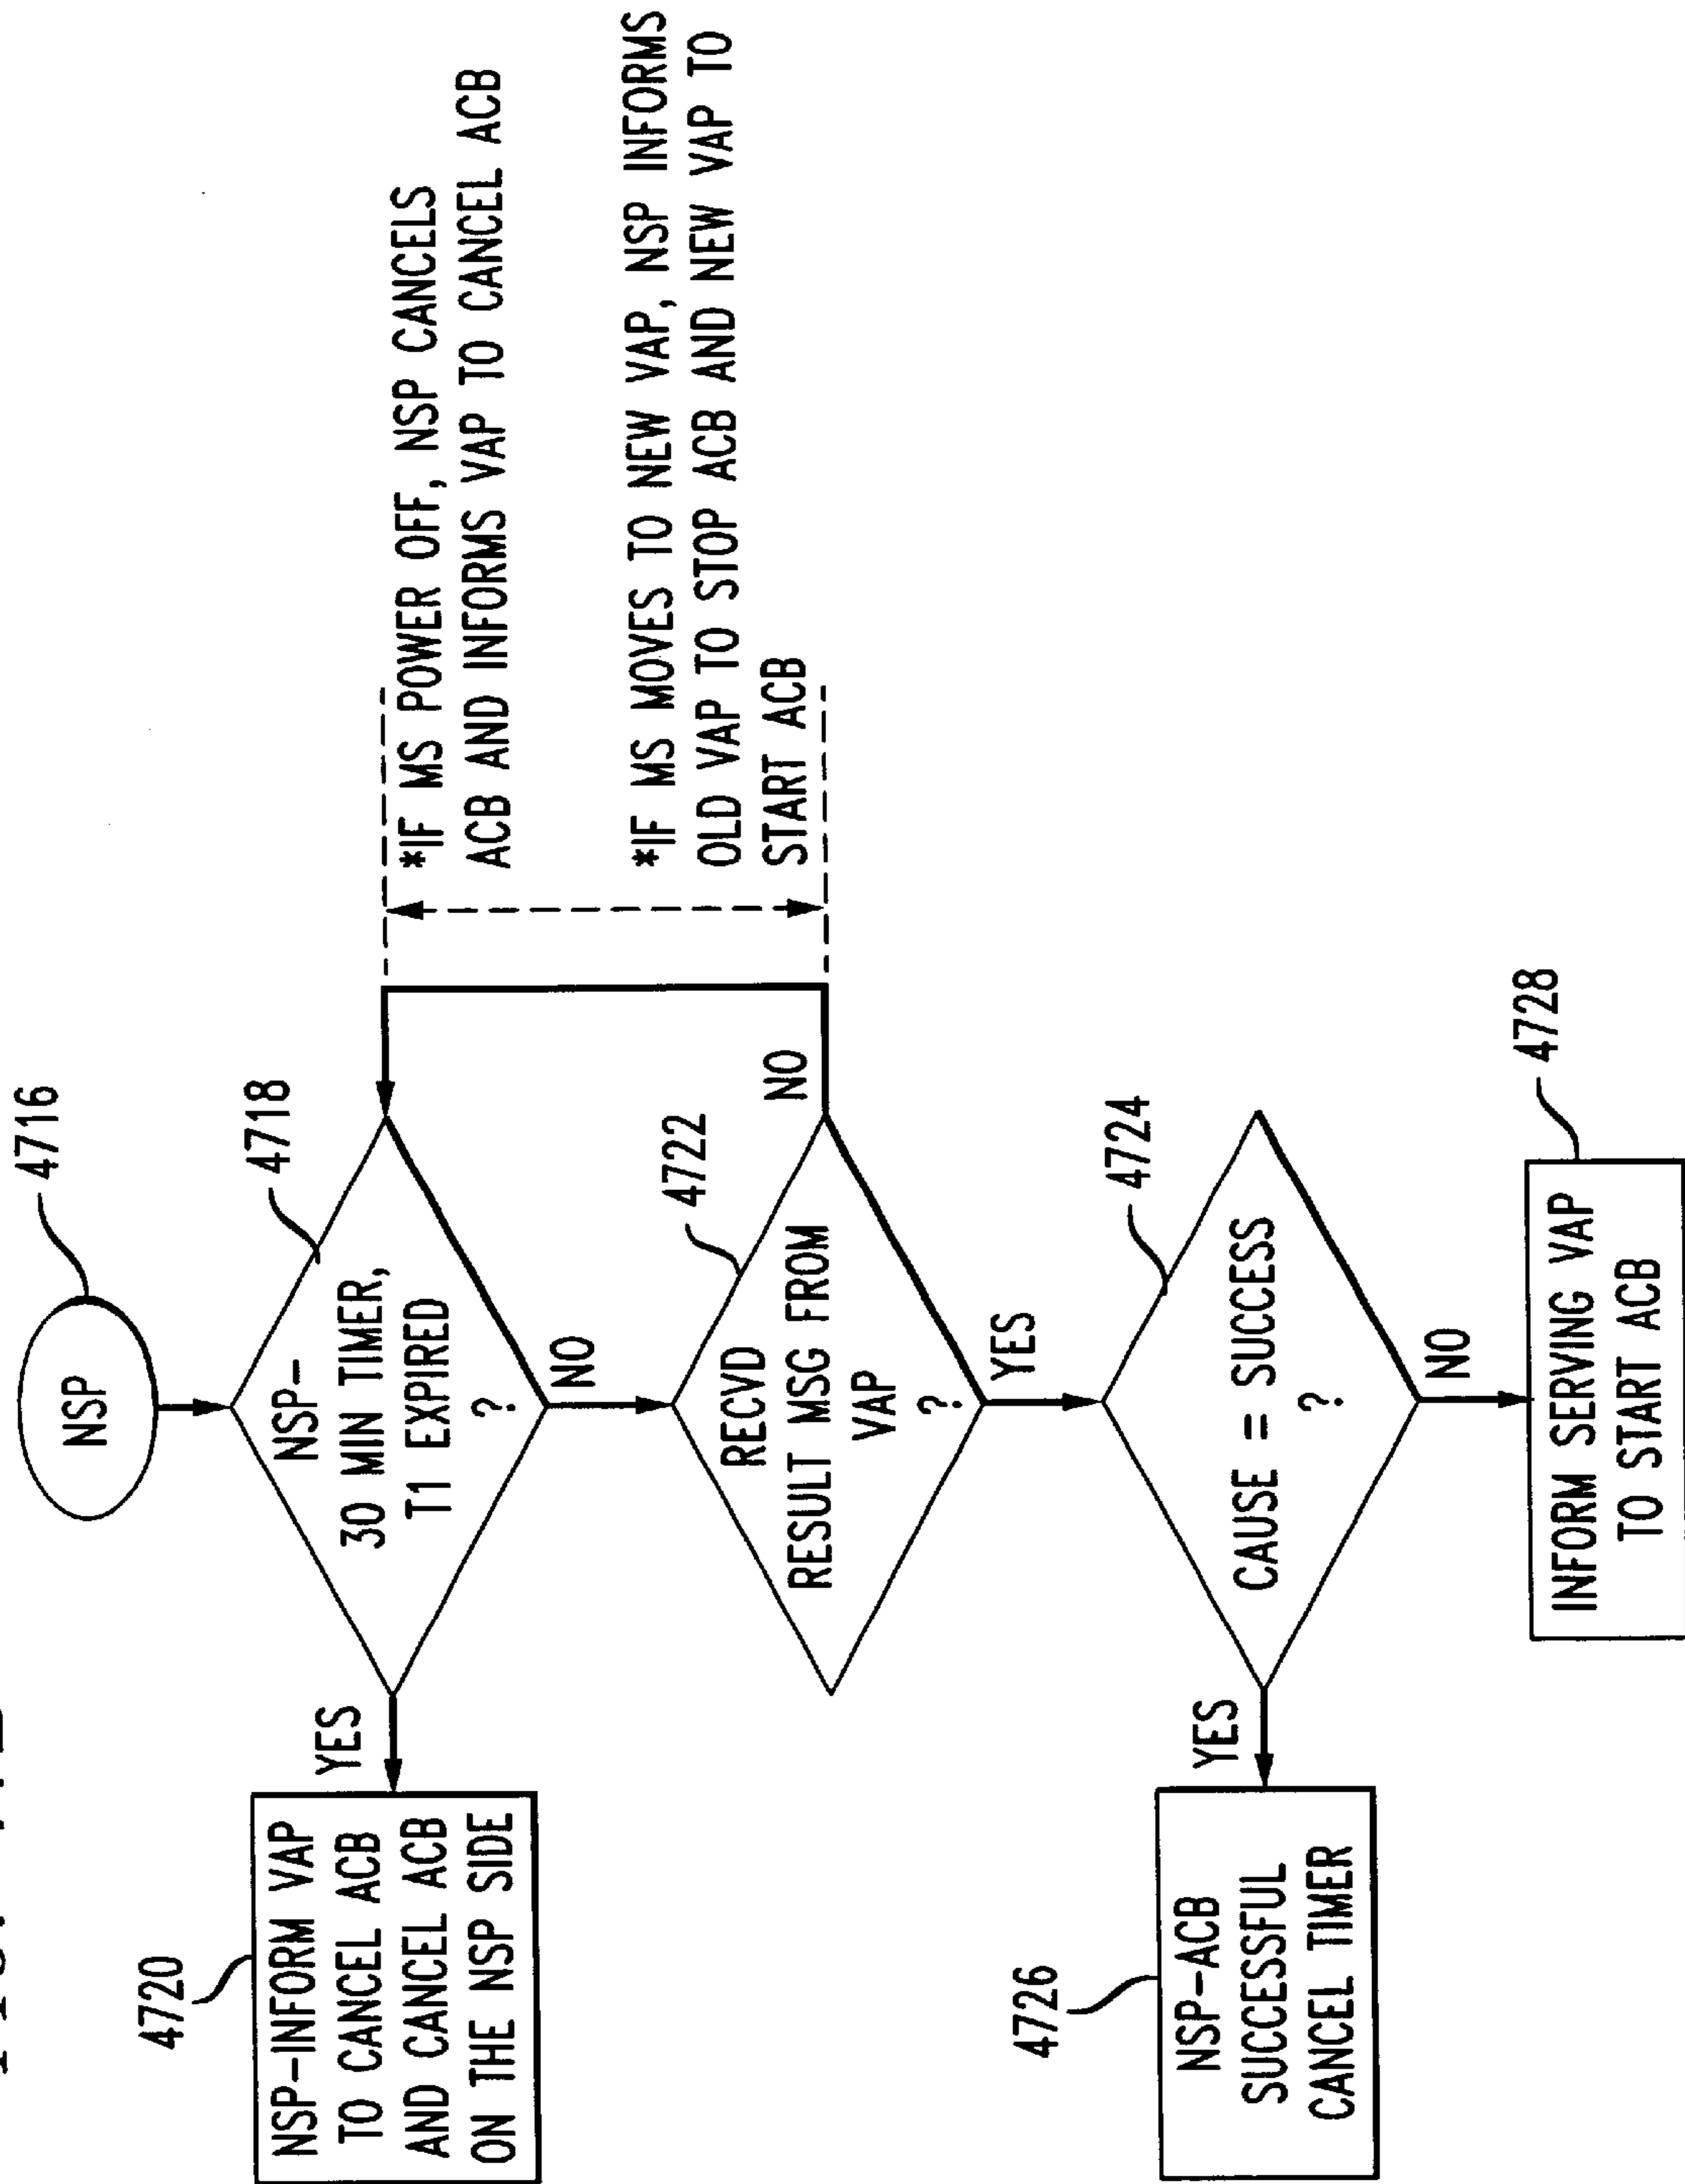 NSP
4716
NSP-
30 MIN TIMER,
T1 EXPIRED
?
4718
YES
NSP-INFORM VAP
TO CANCEL ACB
AND CANCEL ACB
ON THE NSP SIDE
4720
NO
*IF MS POWER OFF, NSP CANCELS
ACB AND INFORMS VAP TO CANCEL ACB
*IF MS MOVES TO NEW VAP, NSP INFORMS
OLD VAP TO STOP ACB AND NEW VAP TO
START ACB
RECVD
RESULT MSG FROM
VAP
?
4722
NO
YES
CAUSE = SUCCESS
?
4724
YES
NSP-ACB
SUCCESSFUL
CANCEL TIMER
4726
NO
INFORM SERVING VAP
TO START ACB
4728